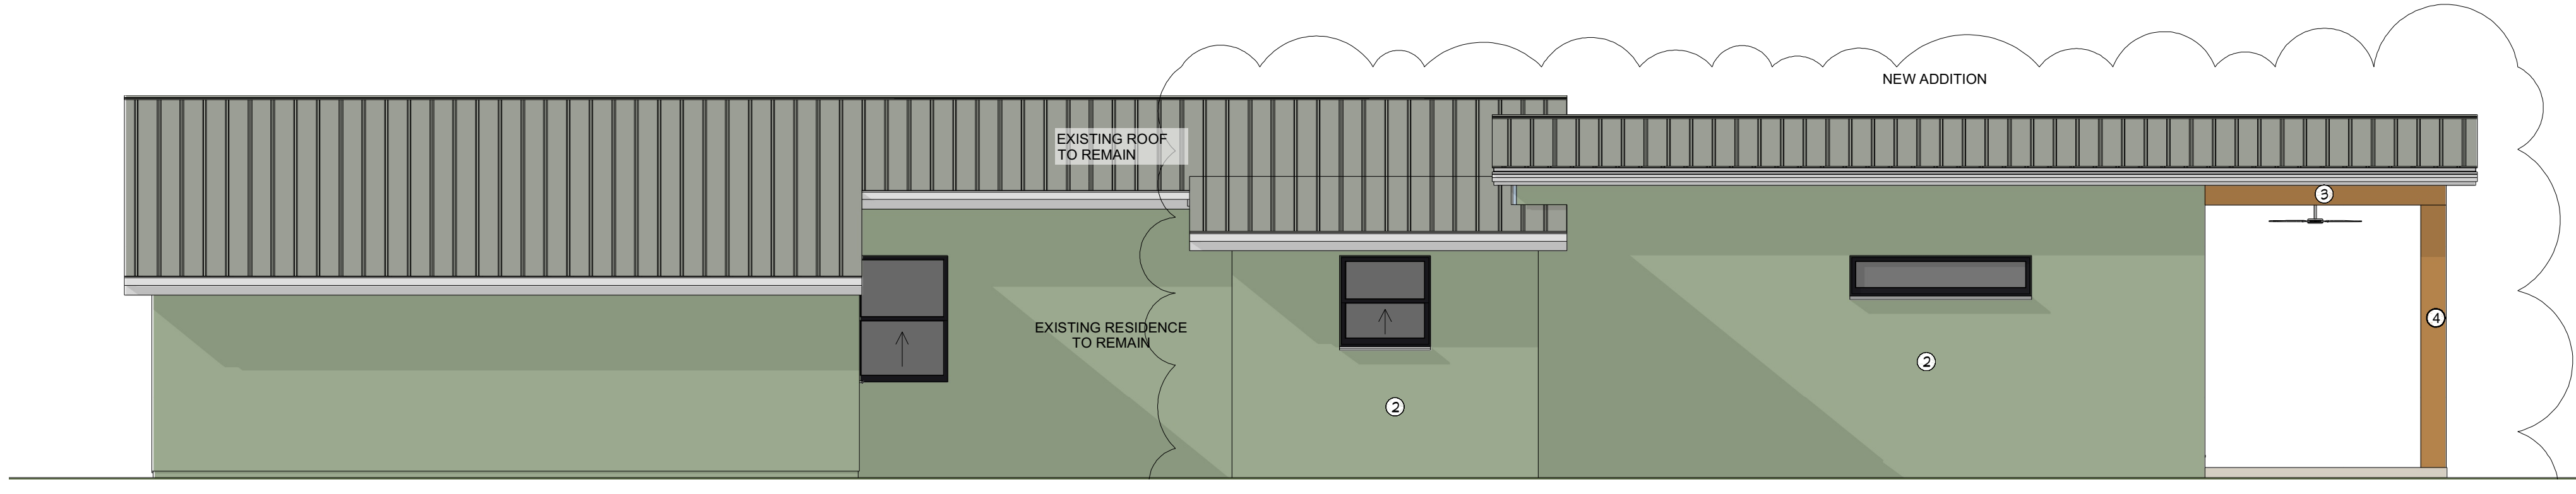 NEW ADDITION
EXISTING ROOF
TO REMAIN
3
4
EXISTING RESIDENCE
TO REMAIN
2
2